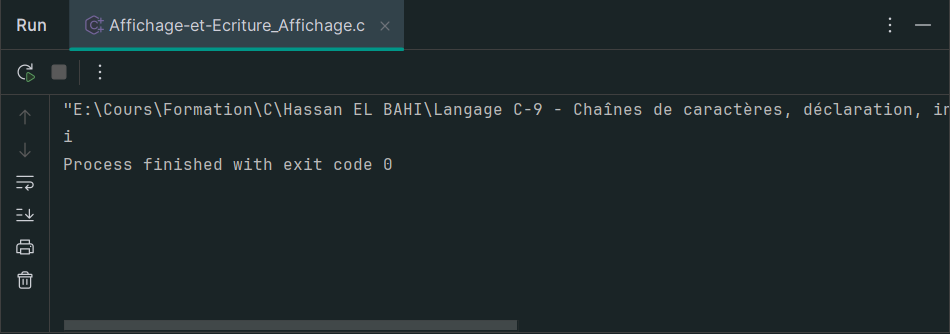 Run Affichage-et-Ecriture_Affichage.c
"E:\Cours\Formation\C\Hassan EL BAHI\Langage C-9 - Chaînes de caractères, déclaration, in
i
Process finished with exit code 0